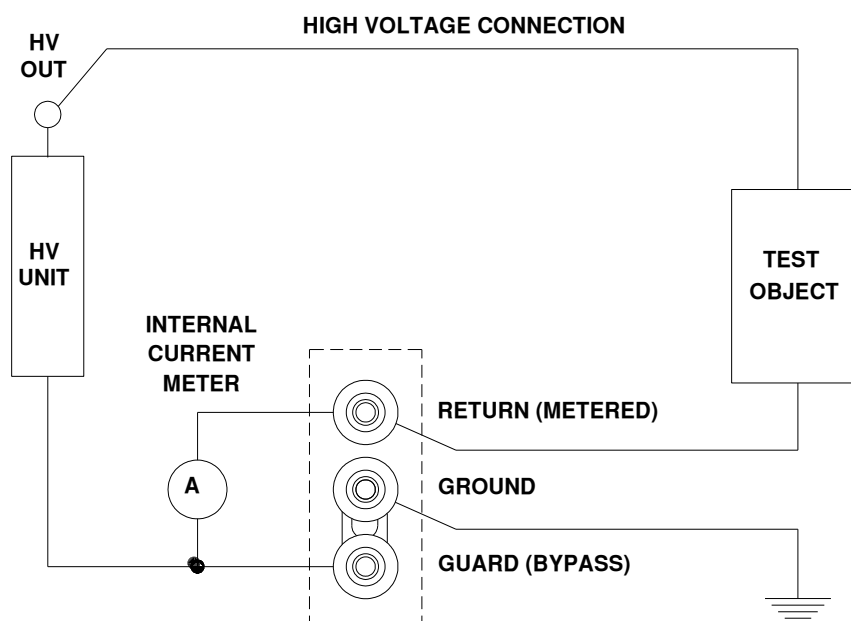 HIGH VOLTAGE CONNECTION
HV
OUT
HV
UNIT
TEST
OBJECT
INTERNAL
CURRENT
METER
RETURN (METERED)
A
GROUND
GUARD (BYPASS)